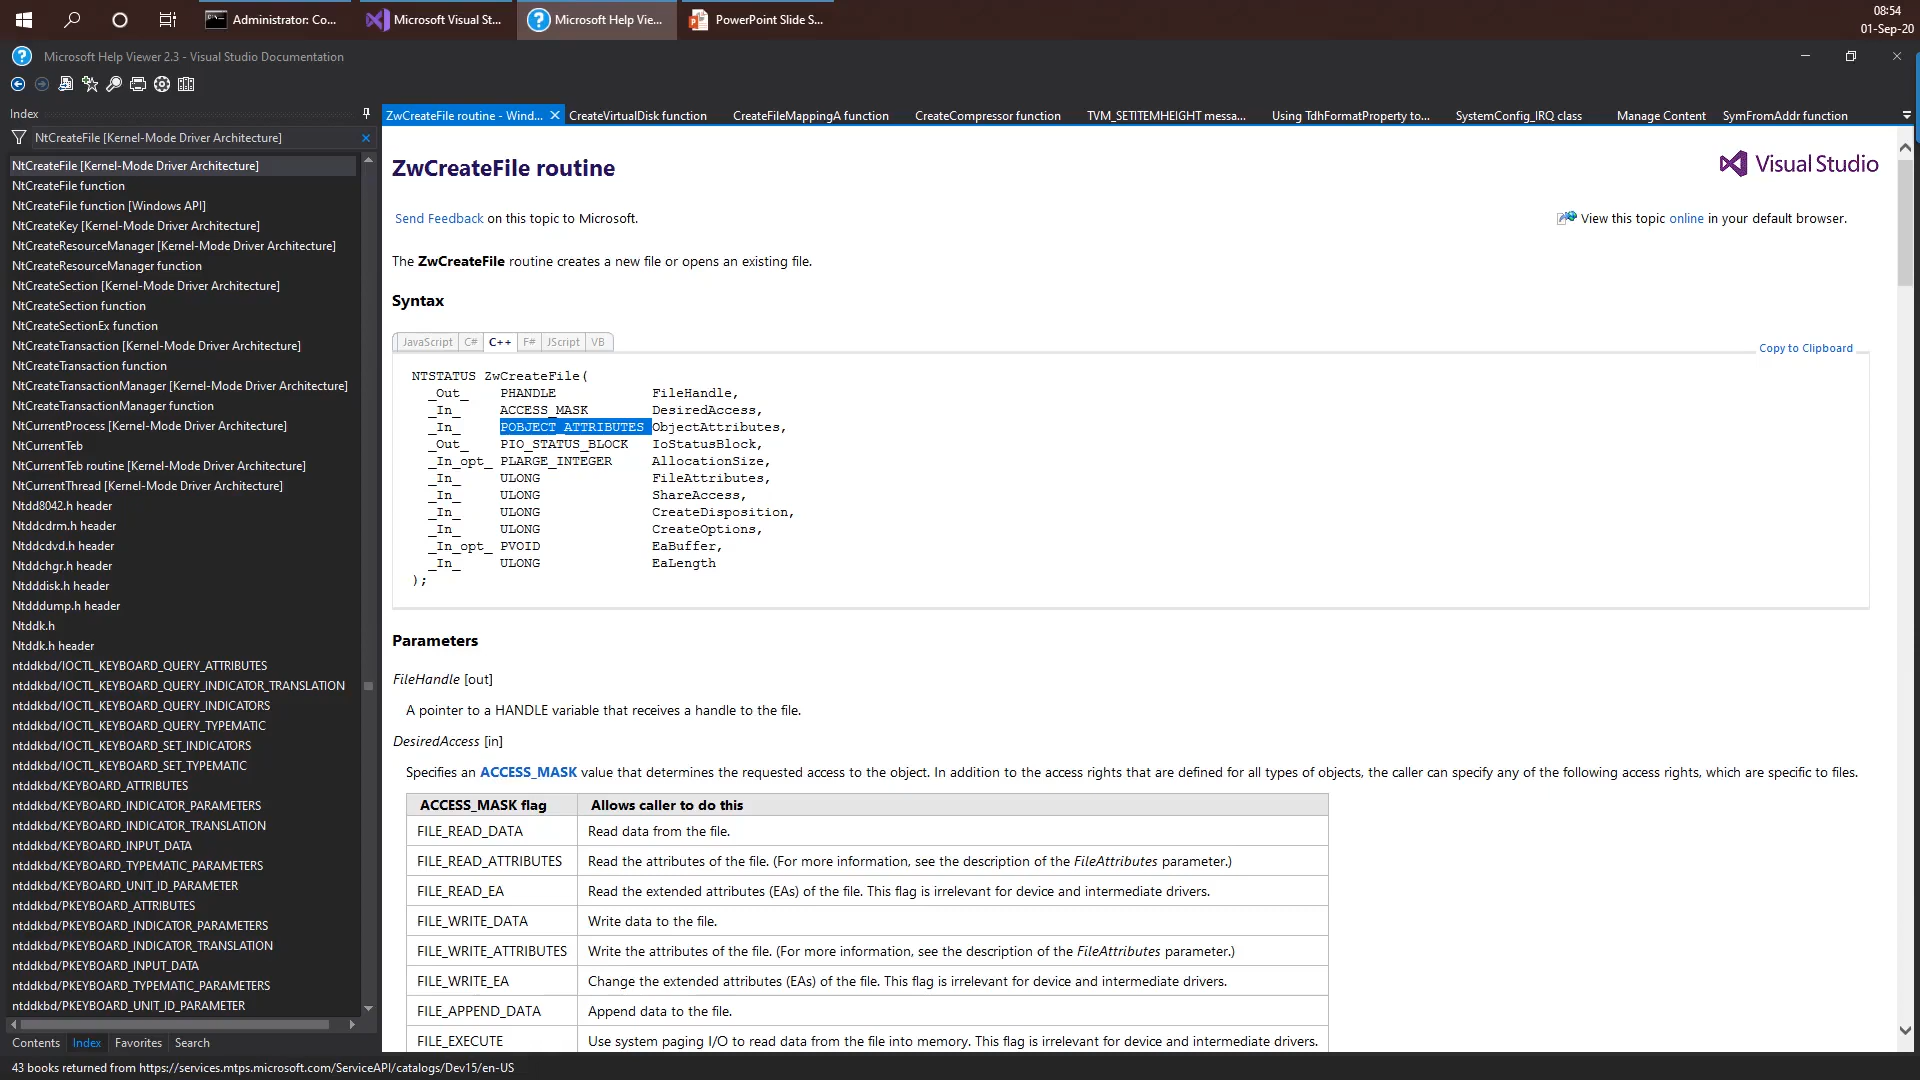 Administrator: Co...
Microsoft Visual St...
Microsoft Help Vie...
PowerPoint Slide S...
08:54
01-Sep-20
Microsoft Help Viewer 2.3 - Visual Studio Documentation
Index
NtCreateFile [Kernel-Mode Driver Architecture]
NtCreateFile [Kernel-Mode Driver Architecture]
NtCreateFile function
NtCreateFile function [Windows API]
NtCreateKey [Kernel-Mode Driver Architecture]
NtCreateResourceManager [Kernel-Mode Driver Architecture]
NtCreateResourceManager function
NtCreateSection [Kernel-Mode Driver Architecture]
NtCreateSection function
NtCreateSectionEx function
NtCreateTransaction [Kernel-Mode Driver Architecture]
NtCreateTransaction function
NtCreateTransactionManager [Kernel-Mode Driver Architecture]
NtCreateTransactionManager function
NtCurrentProcess [Kernel-Mode Driver Architecture]
NtCurrentTeb
NtCurrentTeb routine [Kernel-Mode Driver Architecture]
NtCurrentThread [Kernel-Mode Driver Architecture]
Ntdd8042.h header
Ntddcdrm.h header
Ntddcdvd.h header
Ntddchgr.h header
Ntdddisk.h header
Ntdddump.h header
Ntddk.h
Ntddk.h header
ntddkbd/IOCTL_KEYBOARD_QUERY_ATTRIBUTES
ntddkbd/IOCTL_KEYBOARD_QUERY_INDICATOR_TRANSLATION
ntddkbd/IOCTL_KEYBOARD_QUERY_INDICATORS
ntddkbd/IOCTL_KEYBOARD_QUERY_TYPEMATIC
ntddkbd/IOCTL_KEYBOARD_SET_INDICATORS
ntddkbd/IOCTL_KEYBOARD_SET_TYPEMATIC
ntddkbd/KEYBOARD_ATTRIBUTES
ntddkbd/KEYBOARD_INDICATOR_PARAMETERS
ntddkbd/KEYBOARD_INDICATOR_TRANSLATION
ntddkbd/KEYBOARD_INPUT_DATA
ntddkbd/KEYBOARD_TYPEMATIC_PARAMETERS
ntddkbd/KEYBOARD_UNIT_ID_PARAMETER
ntddkbd/PKEYBOARD_ATTRIBUTES
ntddkbd/PKEYBOARD_INDICATOR_PARAMETERS
ntddkbd/PKEYBOARD_INDICATOR_TRANSLATION
ntddkbd/PKEYBOARD_INPUT_DATA
ntddkbd/PKEYBOARD_TYPEMATIC_PARAMETERS
ntddkbd/PKEYBOARD_UNIT_ID_PARAMETER
Contents Index Favorites Search
43 books returned from https://services.mtps.microsoft.com/ServiceAPI/catalogs/Dev15/en-US
ZwCreateFile routine - Wind... CreateVirtualDisk function CreateFileMappingA function CreateCompressor function TVM_SETITEMHEIGHT messa... Using TdhFormatProperty to... SystemConfig_IRQ class Manage Content SymFromAddr function
ZwCreateFile routine
Visual Studio
Send Feedback on this topic to Microsoft.
View this topic online in your default browser.
The ZwCreateFile routine creates a new file or opens an existing file.
Syntax
JavaScript C# C++ F# JScript VB
Copy to Clipboard
NTSTATUS ZwCreateFile(
_Out_ PHANDLE FileHandle,
_In_ ACCESS_MASK DesiredAccess,
_In_ POBJECT_ATTRIBUTES ObjectAttributes,
_Out_ PIO_STATUS_BLOCK IoStatusBlock,
_In_opt_ PLARGE_INTEGER AllocationSize,
_In_ ULONG FileAttributes,
_In_ ULONG ShareAccess,
_In_ ULONG CreateDisposition,
_In_ ULONG CreateOptions,
_In_opt_ PVOID EaBuffer,
_In_ ULONG EaLength
);
Parameters
FileHandle [out]
A pointer to a HANDLE variable that receives a handle to the file.
DesiredAccess [in]
Specifies an ACCESS_MASK value that determines the requested access to the object. In addition to the access rights that are defined for all types of objects, the caller can specify any of the following access rights, which are specific to files.
ACCESS_MASK flag Allows caller to do this
FILE_READ_DATA Read data from the file.
FILE_READ_ATTRIBUTES Read the attributes of the file. (For more information, see the description of the FileAttributes parameter.)
FILE_READ_EA Read the extended attributes (EAs) of the file. This flag is irrelevant for device and intermediate drivers.
FILE_WRITE_DATA Write data to the file.
FILE_WRITE_ATTRIBUTES Write the attributes of the file. (For more information, see the description of the FileAttributes parameter.)
FILE_WRITE_EA Change the extended attributes (EAs) of the file. This flag is irrelevant for device and intermediate drivers.
FILE_APPEND_DATA Append data to the file.
FILE_EXECUTE Use system paging I/O to read data from the file into memory. This flag is irrelevant for device and intermediate drivers.